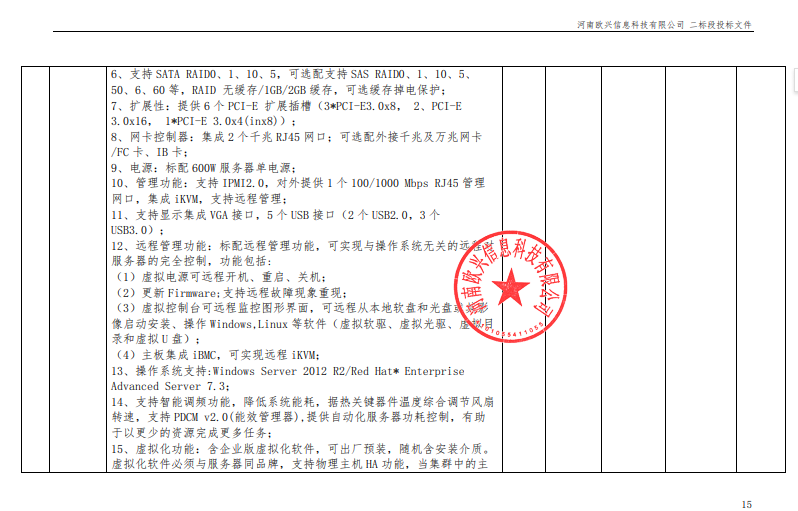 河南欧兴信息科技有限公司 二标段投标文件
6、支持 SATA RAID0、1、10、5，可选配支持 SAS RAID0、1、10、5、
50、6、60 等，RAID 无缓存/1GB/2GB 缓存，可选缓存掉电保护；
7、扩展性：提供 6 个 PCI-E 扩展插槽（3*PCI-E3.0x8， 2、PCI-E
3.0x16， 1*PCI-E 3.0x4(inx8)）；
8、网卡控制器：集成 2 个千兆 RJ45 网口；可选配外接千兆及万兆网卡
/FC 卡、IB 卡；
9、电源：标配 600W 服务器单电源；
10、管理功能：支持 IPMI2.0，对外提供 1 个 100/1000 Mbps RJ45 管理
网口，集成 iKVM，支持远程管理；
11、支持显示集成 VGA 接口，5 个 USB 接口（2 个 USB2.0，3 个
USB3.0）；
12、远程管理功能：标配远程管理功能，可实现与操作系统无关的远程对
服务器的完全控制，功能包括：
（1）虚拟电源可远程开机、重启、关机；
（2）更新 Firmware;支持远程故障现象重现；
（3）虚拟控制台可远程监控图形界面，可远程从本地软盘和光盘或其影
像启动安装、操作 Windows,Linux 等软件（虚拟软驱、虚拟光驱、虚拟目
录和虚拟 U 盘）；
（4）主板集成 iBMC，可实现远程 iKVM；
13、操作系统支持:Windows Server 2012 R2/Red Hat* Enterprise
Advanced Server 7.3；
14、支持智能调频功能，降低系统能耗，据热关键器件温度综合调节风扇
转速，支持 PDCM v2.0(能效管理器),提供自动化服务器功耗控制，有助
于以更少的资源完成更多任务；
15、虚拟化功能：含企业版虚拟化软件，可出厂预装，随机含安装介质。
虚拟化软件必须与服务器同品牌，支持物理主机 HA 功能，当集群中的主
河南欧兴信息科技有限公司
15